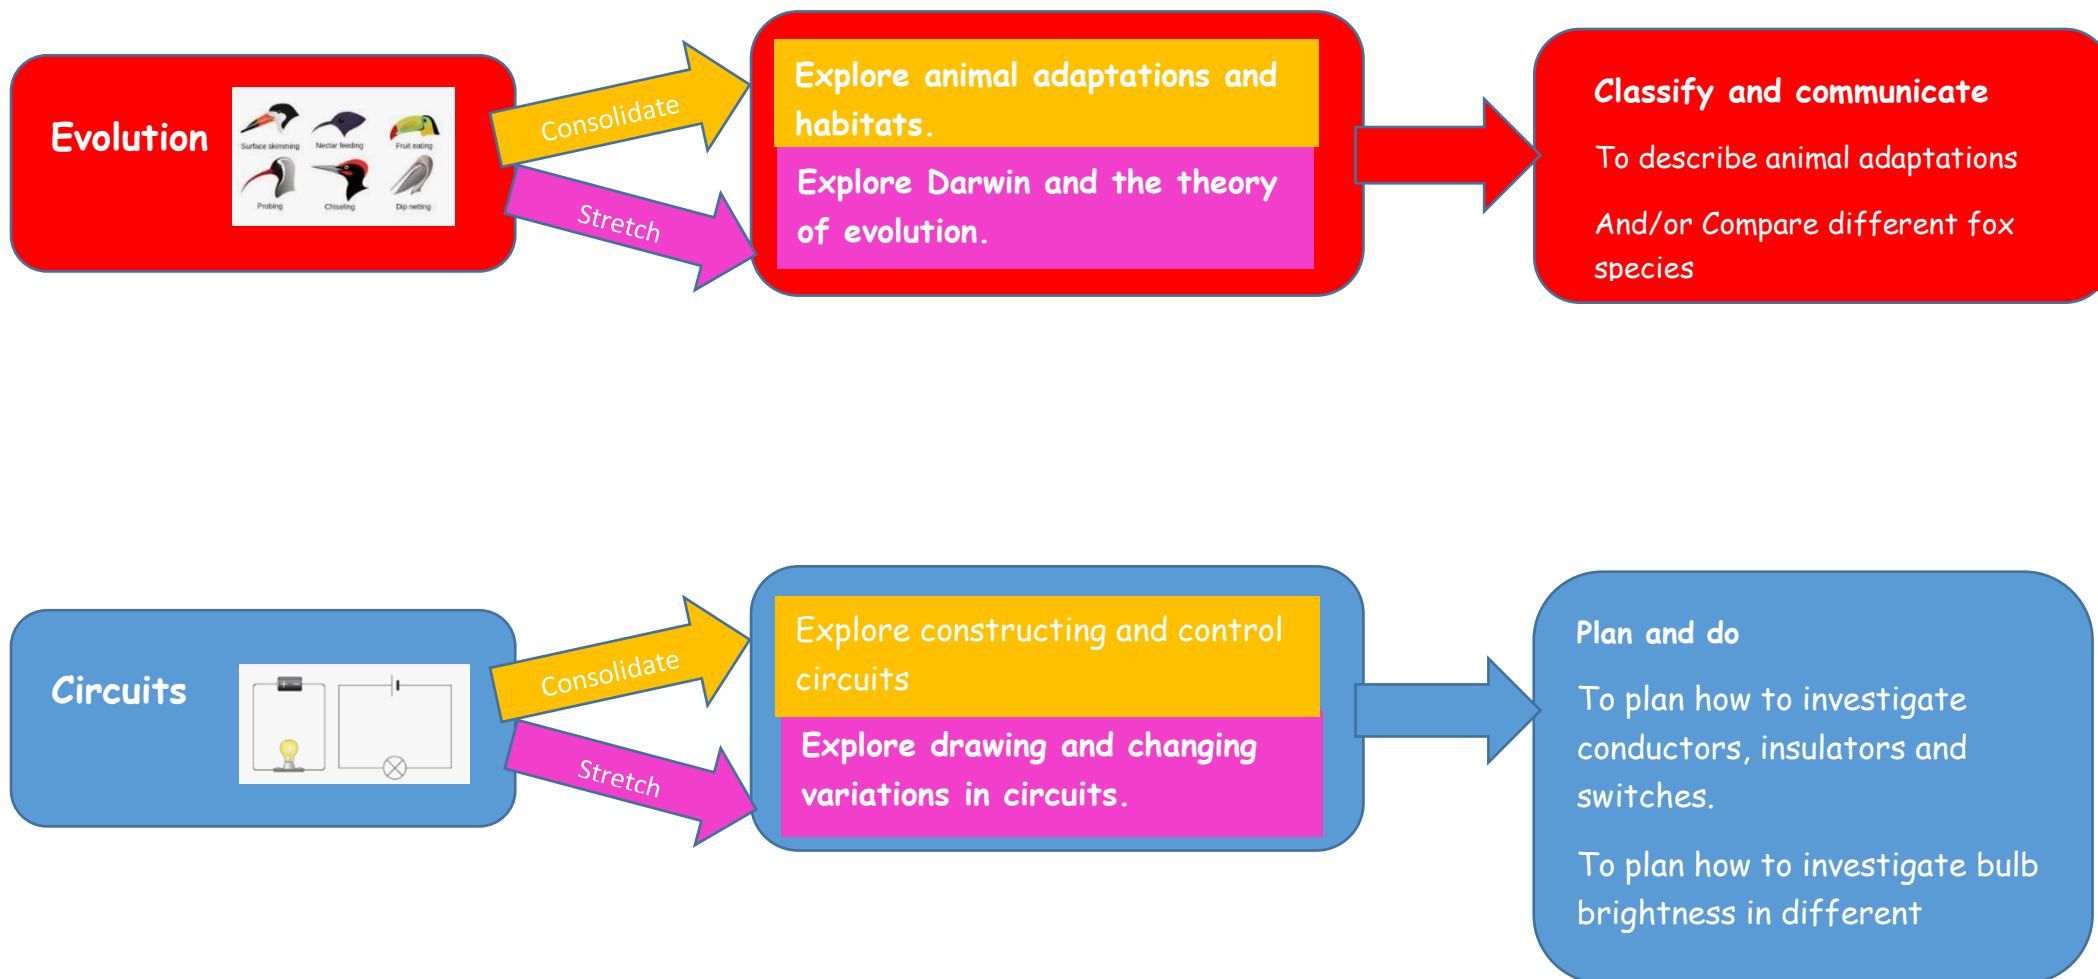 Evolution
Surface skimming Nectar feeding Fruit eating
Probing Chiseling Dip netting
Consolidate
Stretch
Explore animal adaptations and
habitats.
Explore Darwin and the theory
of evolution.
Classify and communicate
To describe animal adaptations
And/or Compare different fox
species
Circuits
+ −
Consolidate
Stretch
Explore constructing and control
circuits
Explore drawing and changing
variations in circuits.
Plan and do
To plan how to investigate
conductors, insulators and
switches.
To plan how to investigate bulb
brightness in different